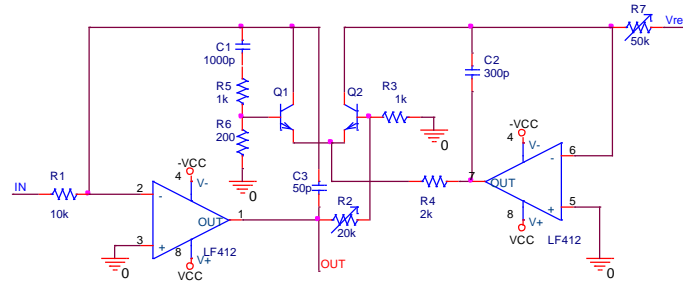 R7
50k
Vre
C1
1000p
C2
300p
R5
1k
Q1
Q2
R3
1k
R6
200
0
-VCC
4
V-
6
-
-VCC
4
V-
R1
IN
10k
2
-
C3
50p
R4
2k
7
OUT
+
5
OUT
1
R2
20k
8
V+
LF412
VCC
0
3
+
8
V+
LF412
VCC
0
OUT